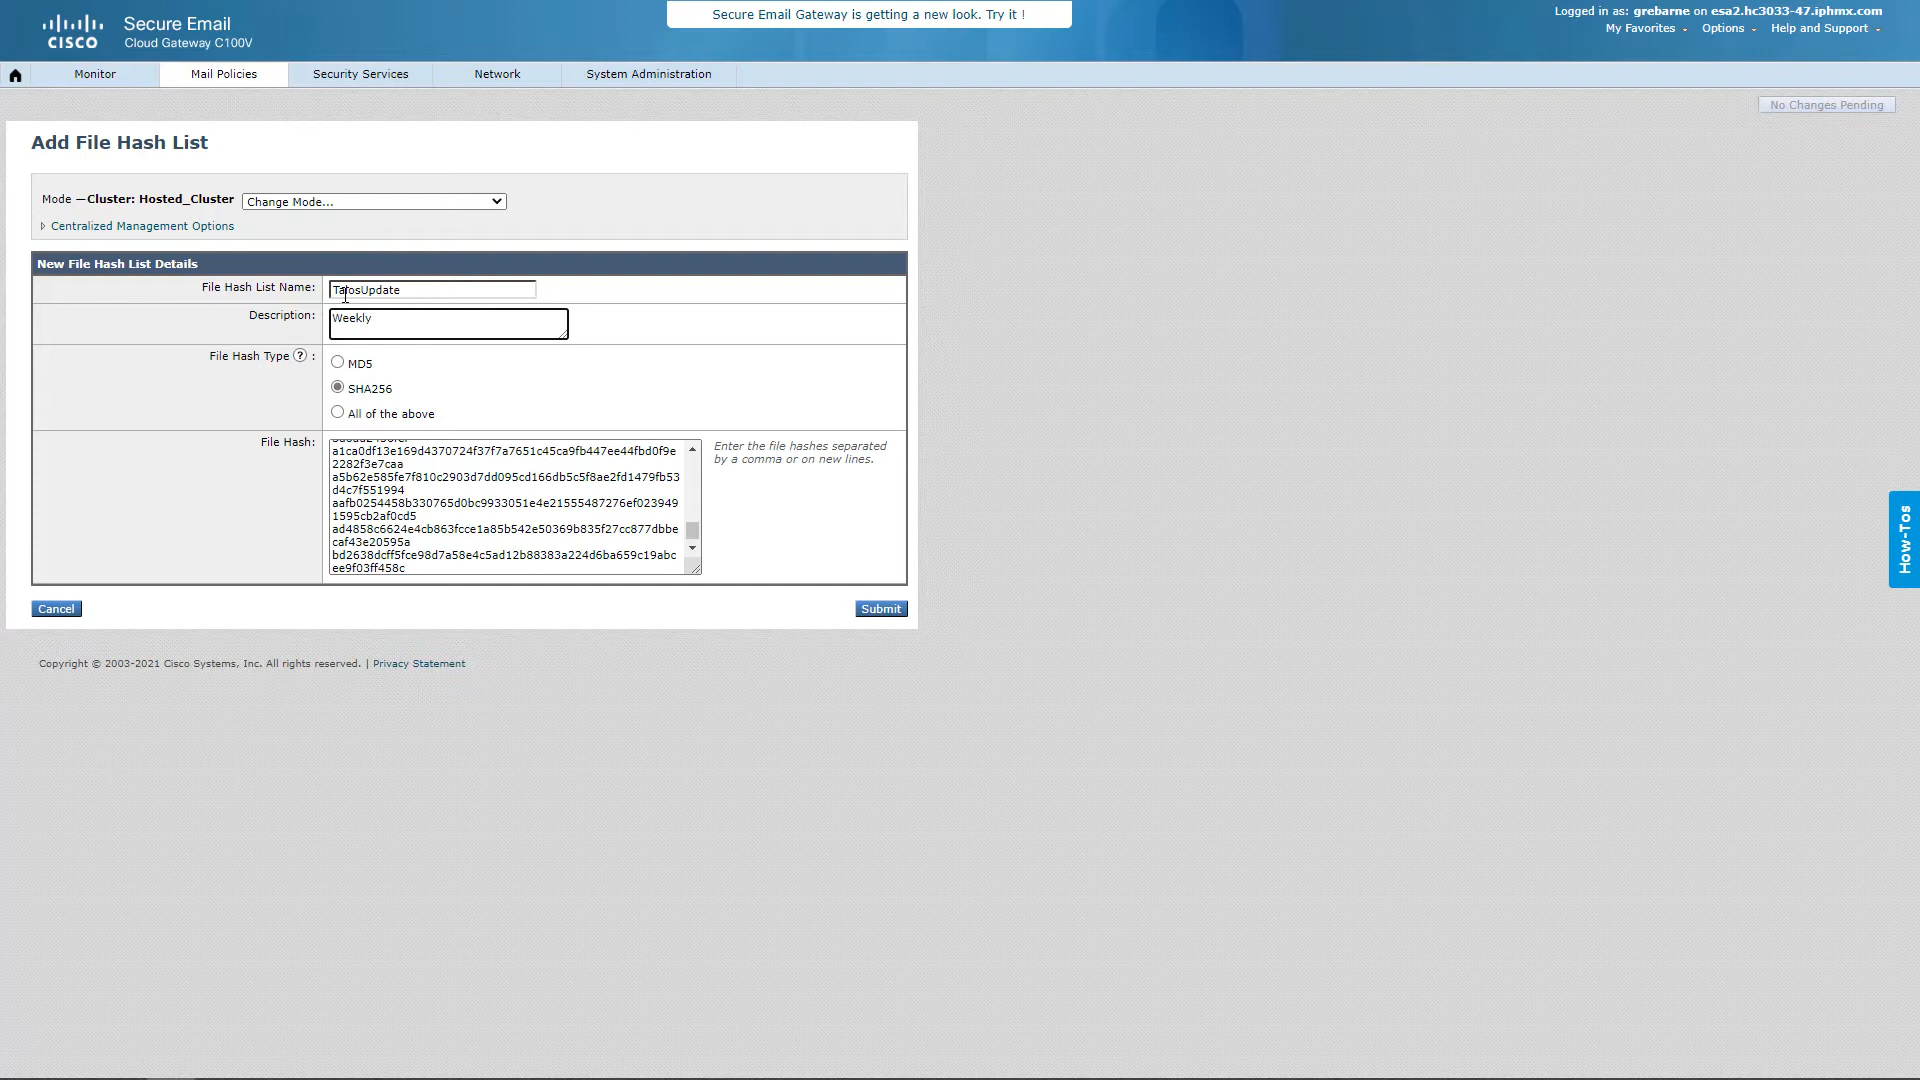 Secure Email Gateway is getting a new look. Try it !
CISCO
Secure Email
Cloud Gateway C100V
Logged in as: grebarne on esa2.hc3033-47.iphmx.com
My Favorites Options Help and Support
Monitor Mail Policies Security Services Network System Administration
No Changes Pending
Add File Hash List
Mode —Cluster: Hosted_Cluster Change Mode...
Centralized Management Options
New File Hash List Details
File Hash List Name: TalosUpdate
Description: Weekly
File Hash Type ? :
MD5
SHA256
All of the above
File Hash:
a1ca0df13e169d4370724f37f7a7651c45ca9fb447ee44fbd0f9e
2282f3e7caa
a5b62e585fe7f810c2903d7dd095cd166db5c5f8ae2fd1479fb53
d4c7f551994
aafb0254458b330765d0bc9933051e4e21555487276ef023949
1595cb2af0cd5
ad4858c6624e4cb863fcce1a85b542e50369b835f27cc877dbbe
caf43e20595a
bd2638dcff5fce98d7a58e4c5ad12b88383a224d6ba659c19abc
ee9f03ff458c
Enter the file hashes separated
by a comma or on new lines.
Cancel Submit
How-Tos
Copyright © 2003-2021 Cisco Systems, Inc. All rights reserved. | Privacy Statement